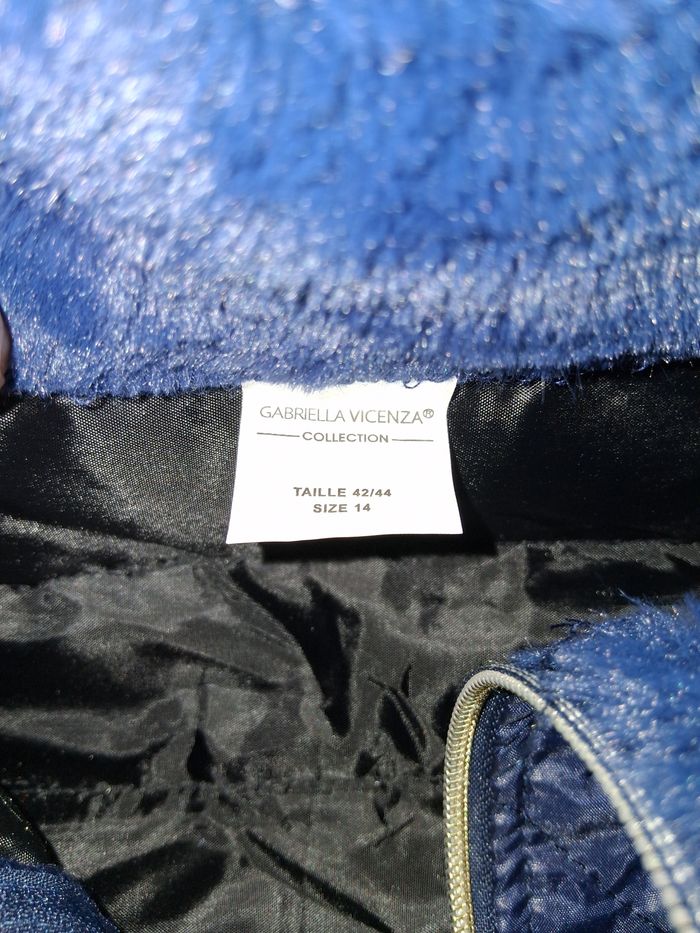 GABRIELLA VICENZA®
COLLECTION
TAILLE 42/44
SIZE 14